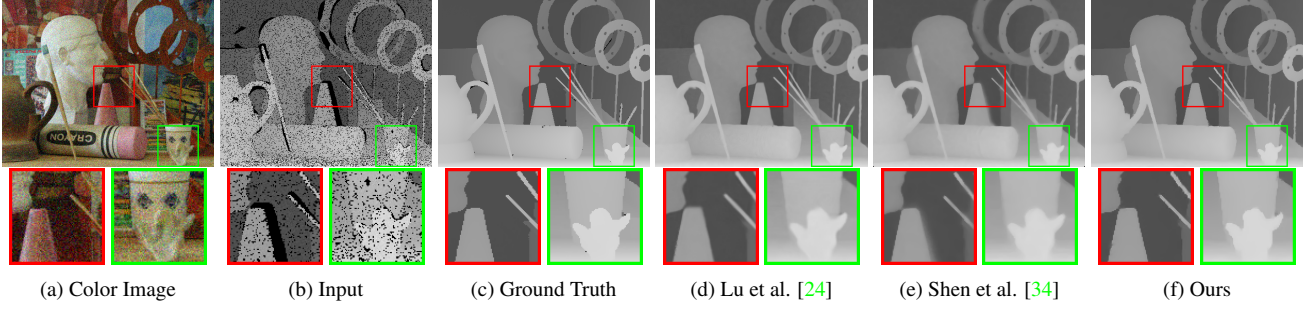 CRAYON
(a) Color Image
(b) Input
(c) Ground Truth
(d) Lu et al. [24]
(e) Shen et al. [34]
(f) Ours